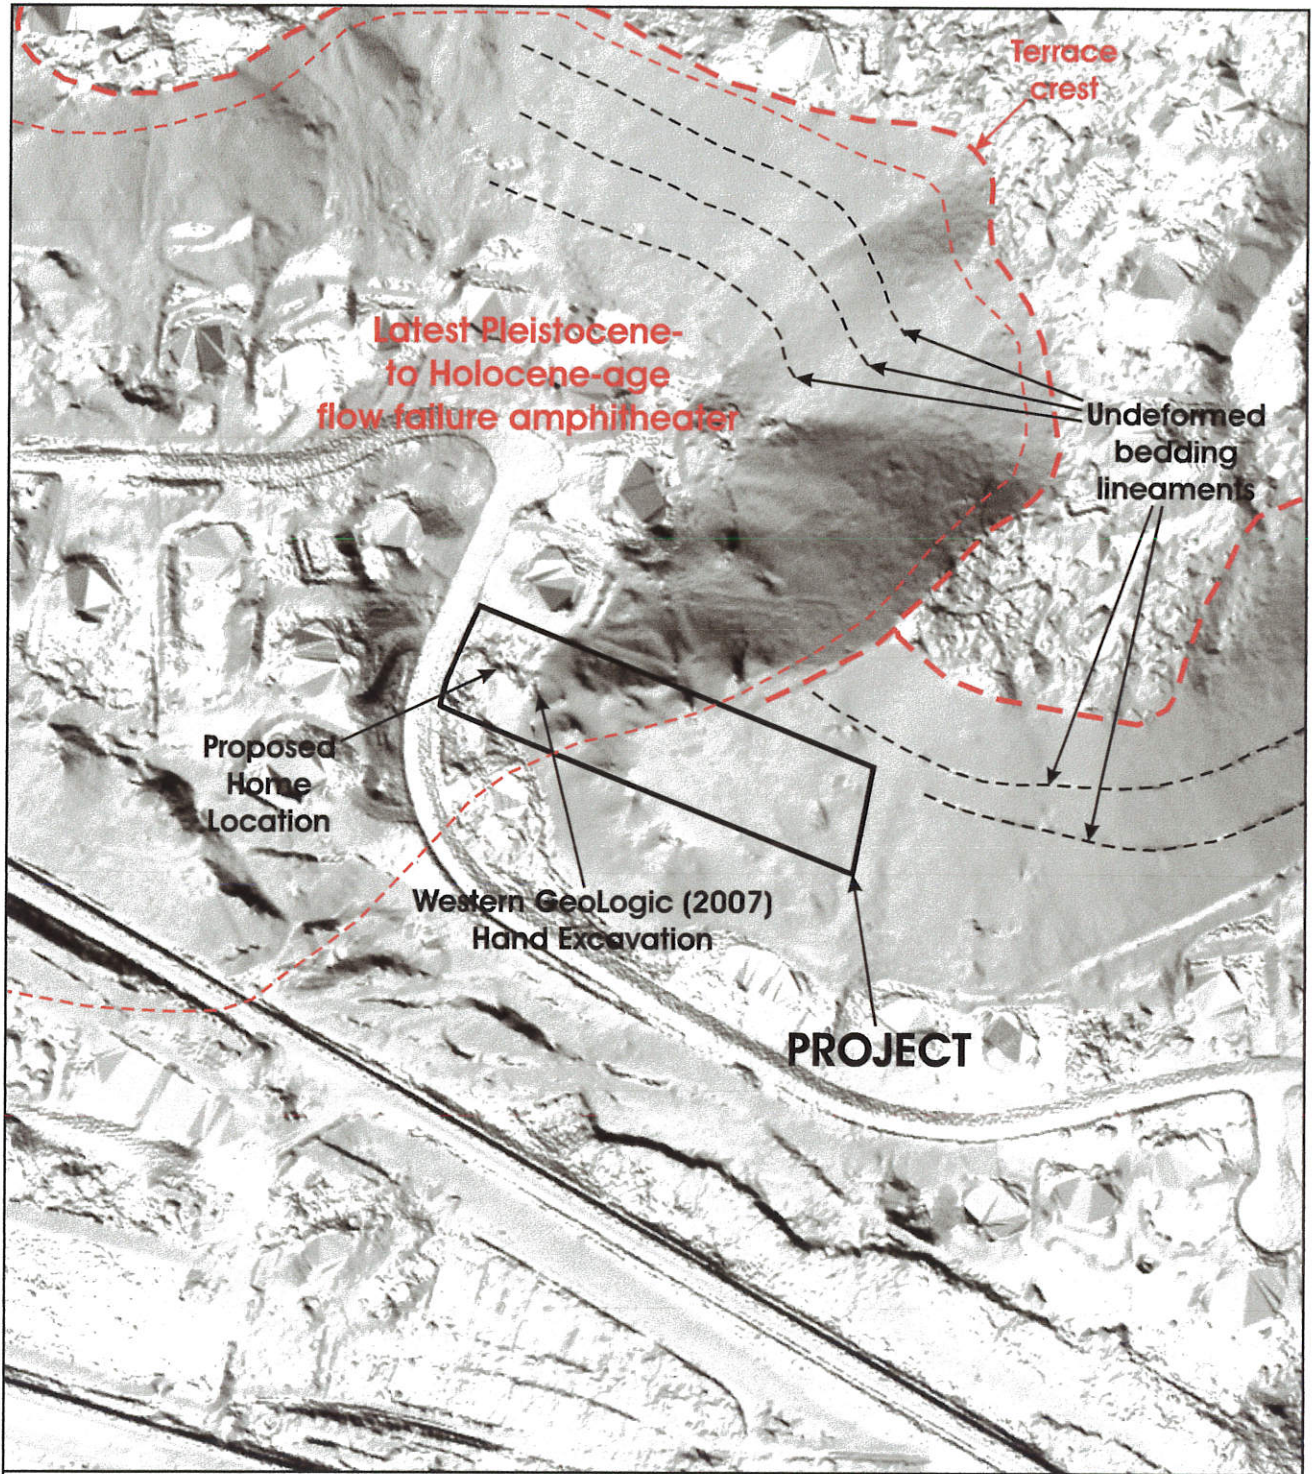 Terrace
crest
Latest Pleistocene-
to Holocene-age
flow failure amphitheater
Undeformed
bedding
lineaments
Proposed
Home
Location
Western GeoLogic (2007)
Hand Excavation
PROJECT